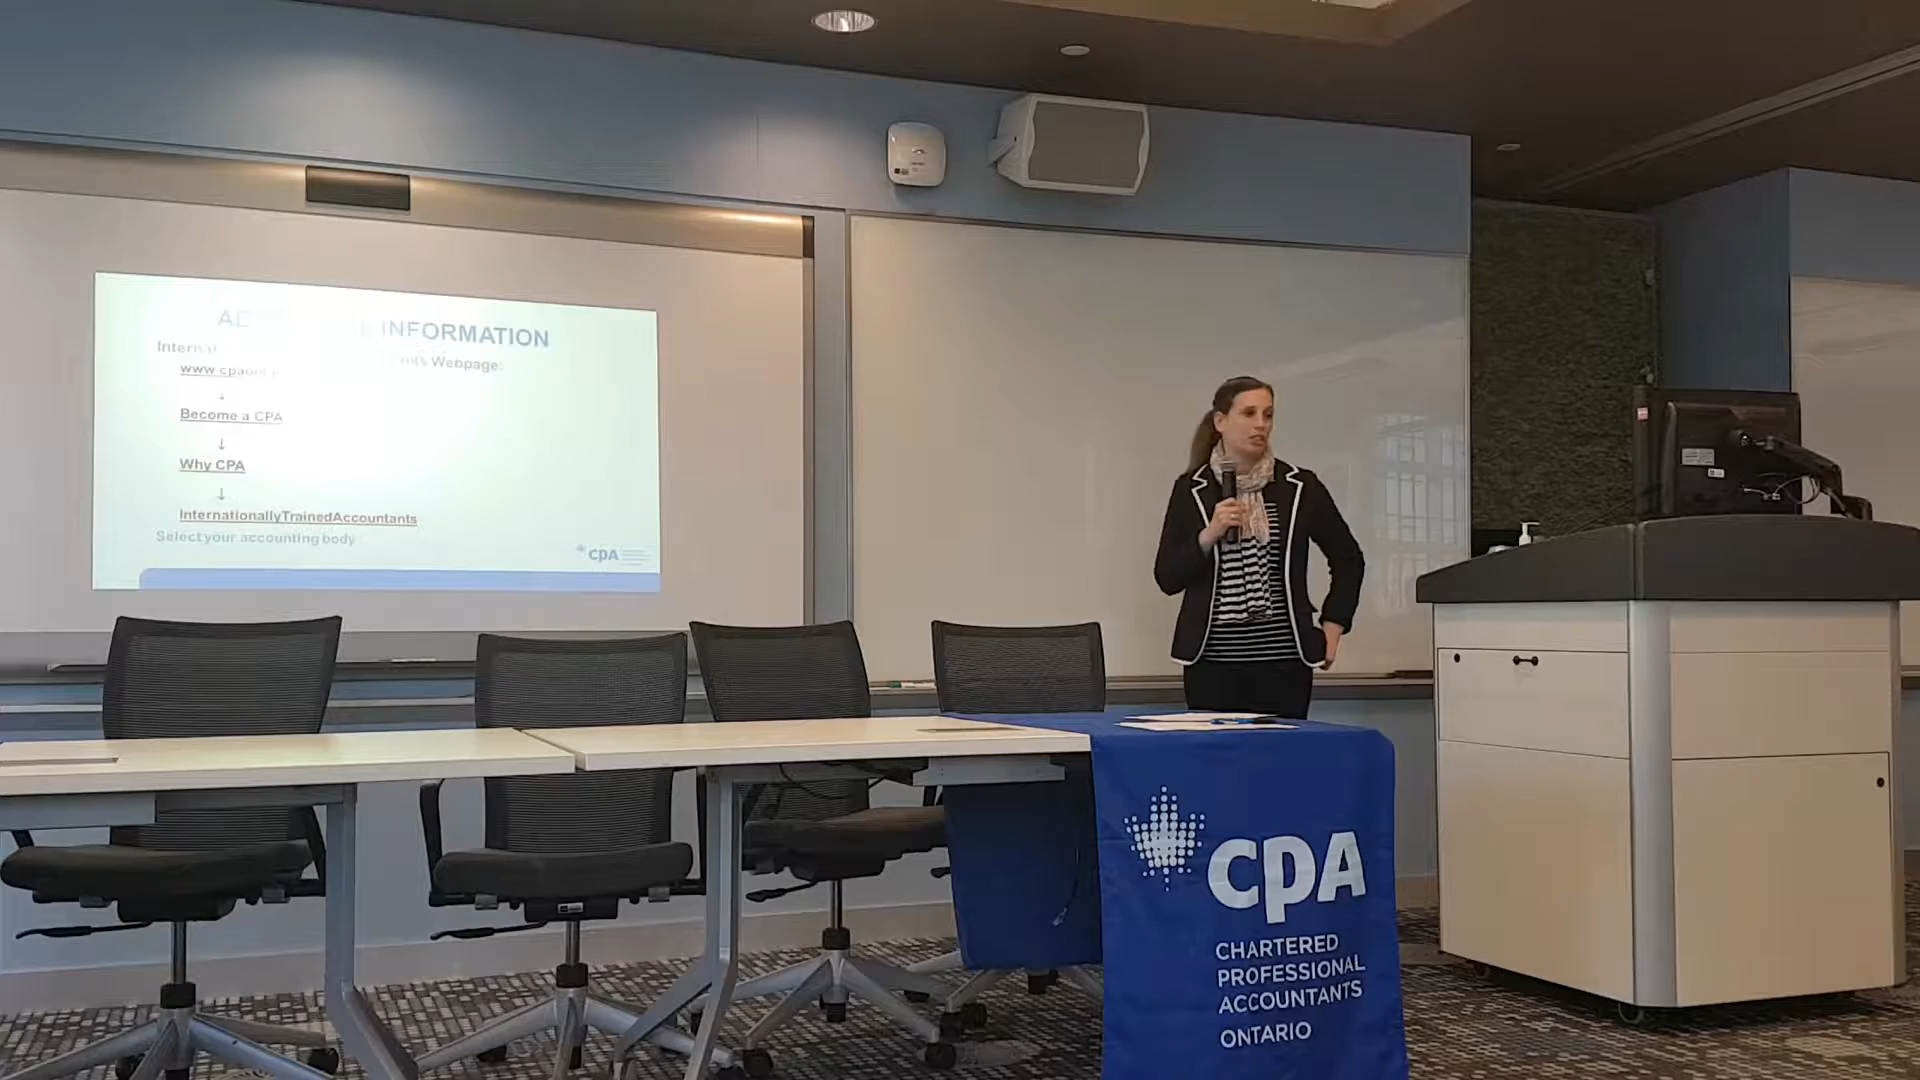 INFORMATION
Webpage:
Become a CPA
↓
Why CPA
↓
InternationallyTrainedAccountants
Select your accounting body
cpa
CPA
CHARTERED
PROFESSIONAL
ACCOUNTANTS
ONTARIO